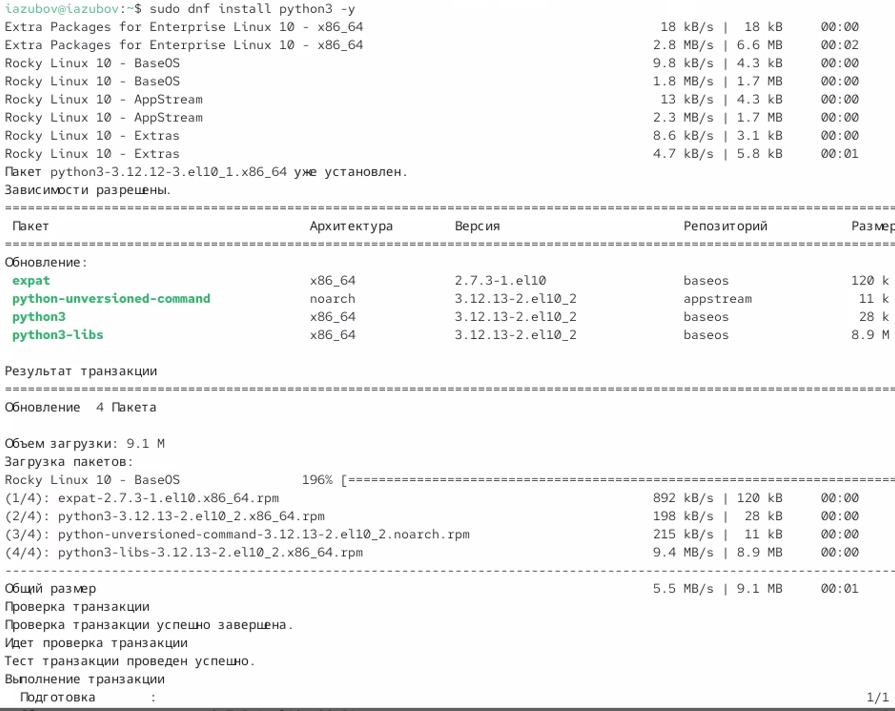 iazubov@iazubov:~$ sudo dnf install python3 -y
Extra Packages for Enterprise Linux 10 - x86_64 18 kB/s | 18 kB 00:00
Extra Packages for Enterprise Linux 10 - x86_64 2.8 MB/s | 6.6 MB 00:02
Rocky Linux 10 - BaseOS 9.8 kB/s | 4.3 kB 00:00
Rocky Linux 10 - BaseOS 1.8 MB/s | 1.7 MB 00:00
Rocky Linux 10 - AppStream 13 kB/s | 4.3 kB 00:00
Rocky Linux 10 - AppStream 2.3 MB/s | 1.7 MB 00:00
Rocky Linux 10 - Extras 8.6 kB/s | 3.1 kB 00:00
Rocky Linux 10 - Extras 4.7 kB/s | 5.8 kB 00:01
Пакет python3-3.12.12-3.el10_1.x86_64 уже установлен.
Зависимости разрешены.
Пакет Архитектура Версия Репозиторий Размер
Обновление:
expat x86_64 2.7.3-1.el10 baseos 120 k
python-unversioned-command noarch 3.12.13-2.el10_2 appstream 11 k
python3 x86_64 3.12.13-2.el10_2 baseos 28 k
python3-libs x86_64 3.12.13-2.el10_2 baseos 8.9 M
Результат транзакции
Обновление 4 Пакета
Объем загрузки: 9.1 M
Загрузка пакетов:
Rocky Linux 10 - BaseOS 196% [===
(1/4): expat-2.7.3-1.el10.x86_64.rpm 892 kB/s | 120 kB 00:00
(2/4): python3-3.12.13-2.el10_2.x86_64.rpm 198 kB/s | 28 kB 00:00
(3/4): python-unversioned-command-3.12.13-2.el10_2.noarch.rpm 215 kB/s | 11 kB 00:00
(4/4): python3-libs-3.12.13-2.el10_2.x86_64.rpm 9.4 MB/s | 8.9 MB 00:00
Общий размер 5.5 MB/s | 9.1 MB 00:01
Проверка транзакции
Проверка транзакции успешно завершена.
Идет проверка транзакции
Тест транзакции проведен успешно.
Выполнение транзакции
Подготовка : 1/1